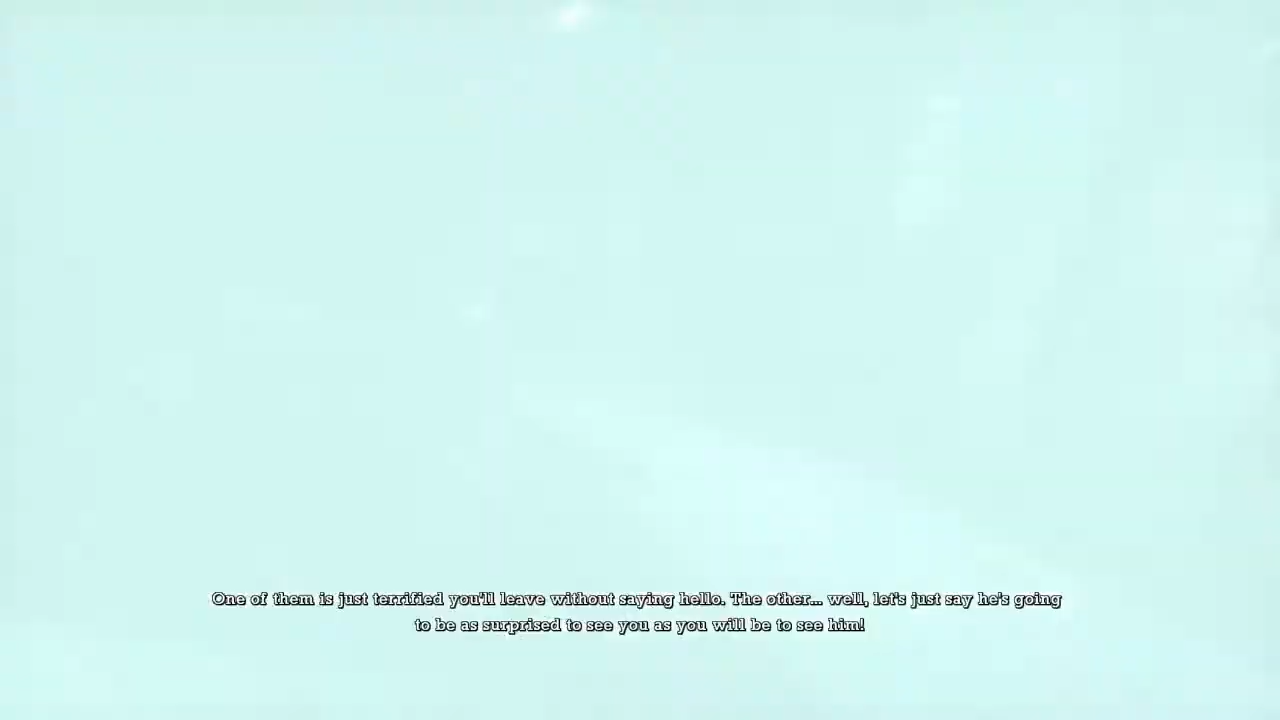 One of them is just terrified you'll leave without saying hello. The other... well, let's just say he's going
to be as surprised to see you as you will be to see him!